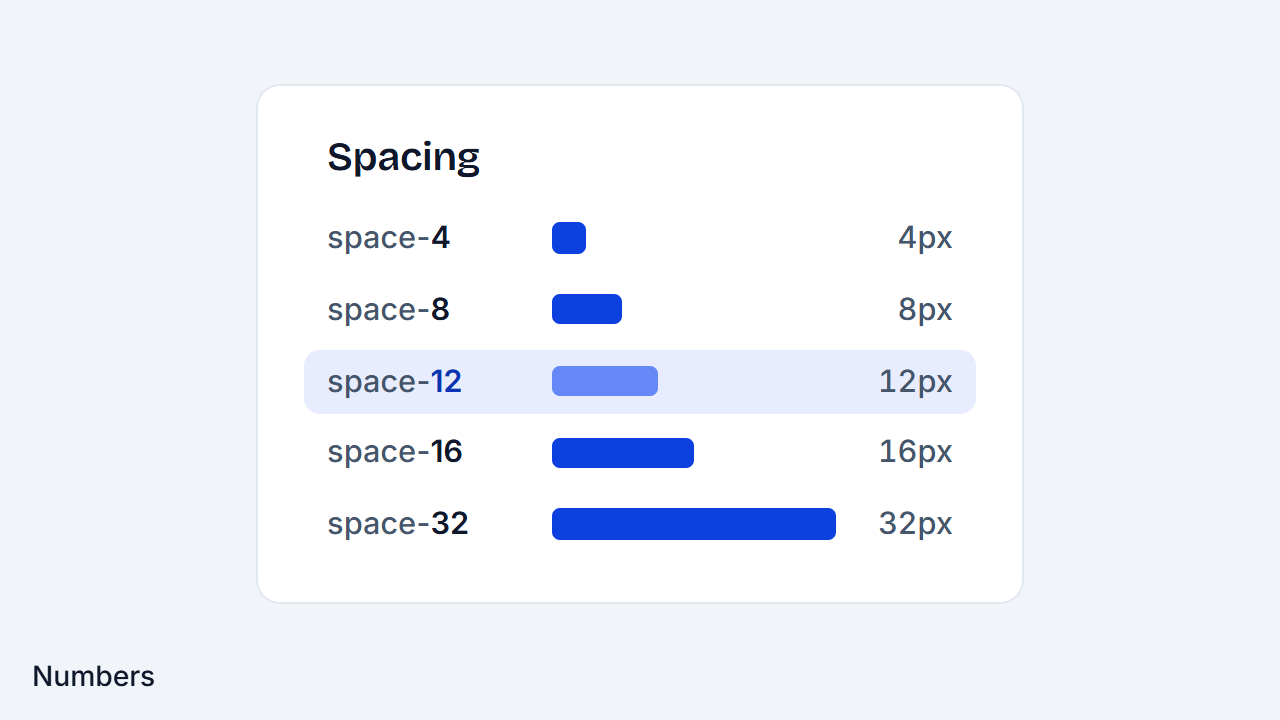 Spacing
space-4 4px
space-8 8px
space-12 12px
space-16 16px
space-32 32px
Numbers